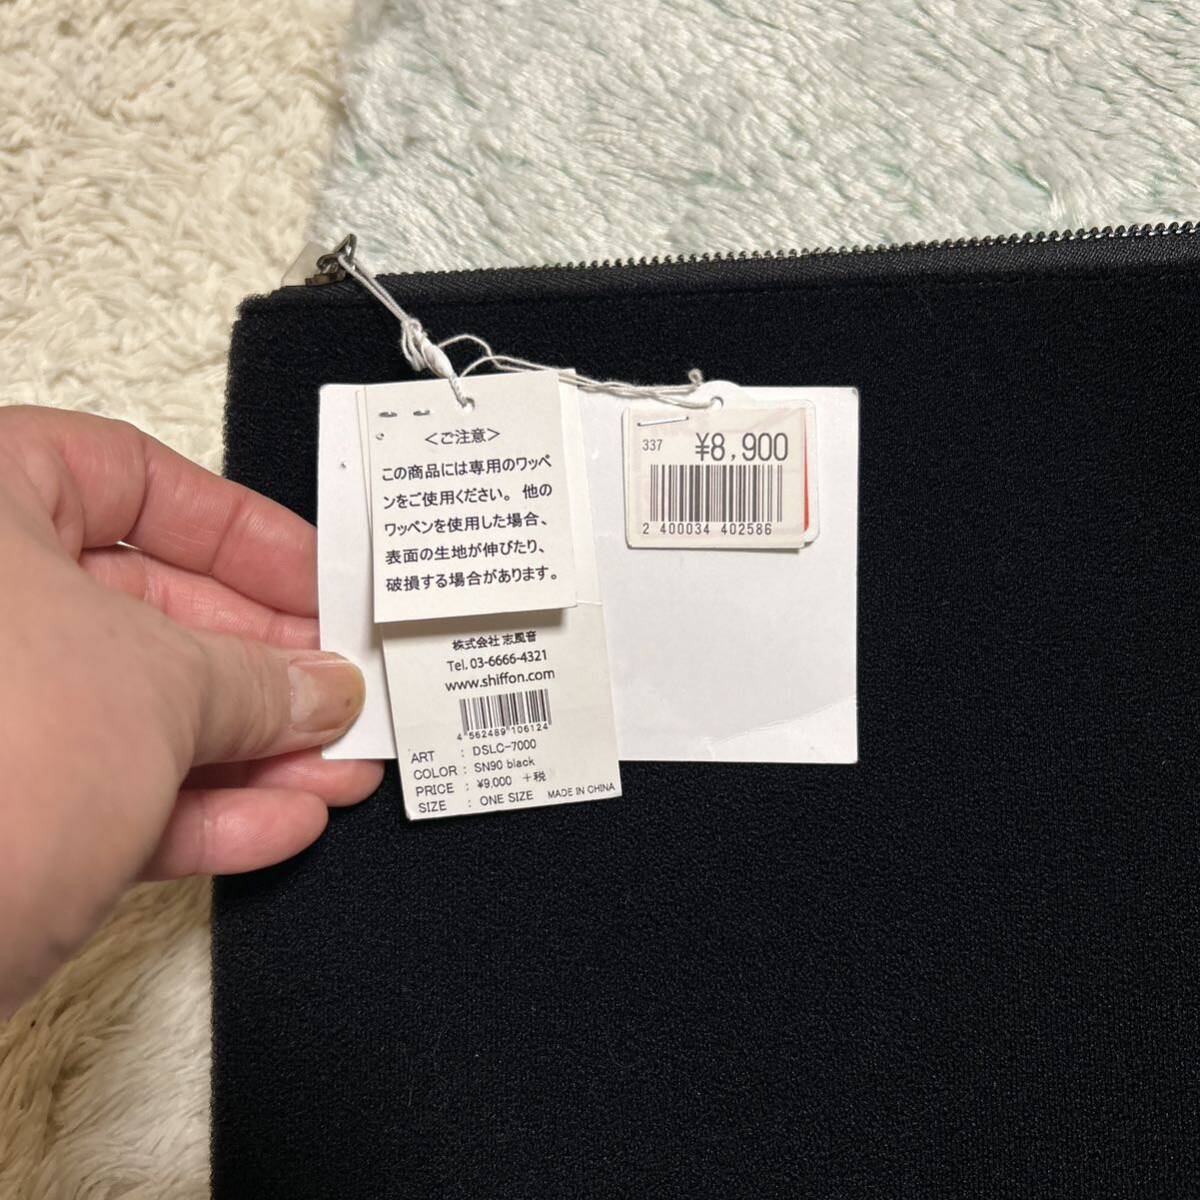 <ご注意>
この商品には専用のワッペ
ンをご使用ください。他の
ワッペンを使用した場合、
表面の生地が伸びたり、
破損する場合があります。
337 ¥8,900
2 400034 402586
株式会社 志風音
Tel. 03-6666-4321
www.shiffon.com
4 562489 106124
ART : DSLC-7000
COLOR : SN90 black
PRICE : ¥9,000 +税
SIZE : ONE SIZE MADE IN CHINA